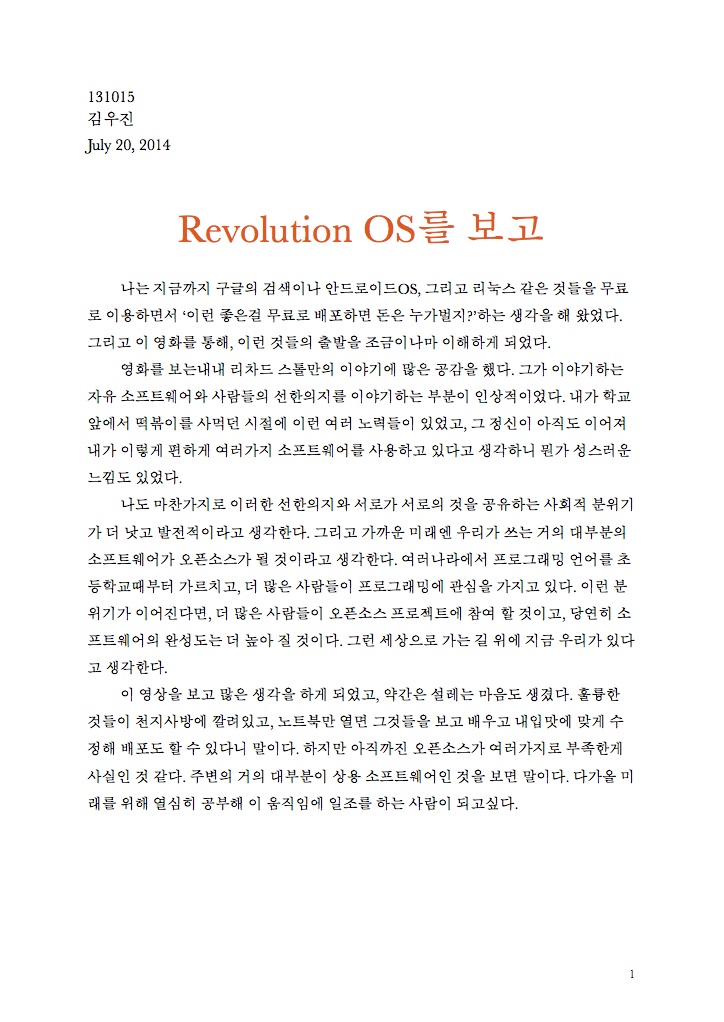 131015
김우진
July 20, 2014
Revolution OS를 보고
나는 지금까지 구글의 검색이나 안드로이드OS, 그리고 리눅스 같은 것들을 무료
로 이용하면서 ‘이런 좋은걸 무료로 배포하면 돈은 누가벌지?’하는 생각을 해 왔었다.
그리고 이 영화를 통해, 이런 것들의 출발을 조금이나마 이해하게 되었다.
영화를 보는내내 리차드 스톨만의 이야기에 많은 공감을 했다. 그가 이야기하는
자유 소프트웨어와 사람들의 선한의지를 이야기하는 부분이 인상적이었다. 내가 학교
앞에서 떡볶이를 사먹던 시절에 이런 여러 노력들이 있었고, 그 정신이 아직도 이어져
내가 이렇게 편하게 여러가지 소프트웨어를 사용하고 있다고 생각하니 뭔가 성스러운
느낌도 있었다.
나도 마찬가지로 이러한 선한의지와 서로가 서로의 것을 공유하는 사회적 분위기
가 더 낫고 발전적이라고 생각한다. 그리고 가까운 미래엔 우리가 쓰는 거의 대부분의
소프트웨어가 오픈소스가 될 것이라고 생각한다. 여러나라에서 프로그래밍 언어를 초
등학교때부터 가르치고, 더 많은 사람들이 프로그래밍에 관심을 가지고 있다. 이런 분
위기가 이어진다면, 더 많은 사람들이 오픈소스 프로젝트에 참여 할 것이고, 당연히 소
프트웨어의 완성도는 더 높아 질 것이다. 그런 세상으로 가는 길 위에 지금 우리가 있다
고 생각한다.
이 영상을 보고 많은 생각을 하게 되었고, 약간은 설레는 마음도 생겼다. 훌륭한
것들이 천지사방에 깔려있고, 노트북만 열면 그것들을 보고 배우고 내입맛에 맞게 수
정해 배포도 할 수 있다니 말이다. 하지만 아직까진 오픈소스가 여러가지로 부족한게
사실인 것 같다. 주변의 거의 대부분이 상용 소프트웨어인 것을 보면 말이다. 다가올 미
래를 위해 열심히 공부해 이 움직임에 일조를 하는 사람이 되고싶다.
1